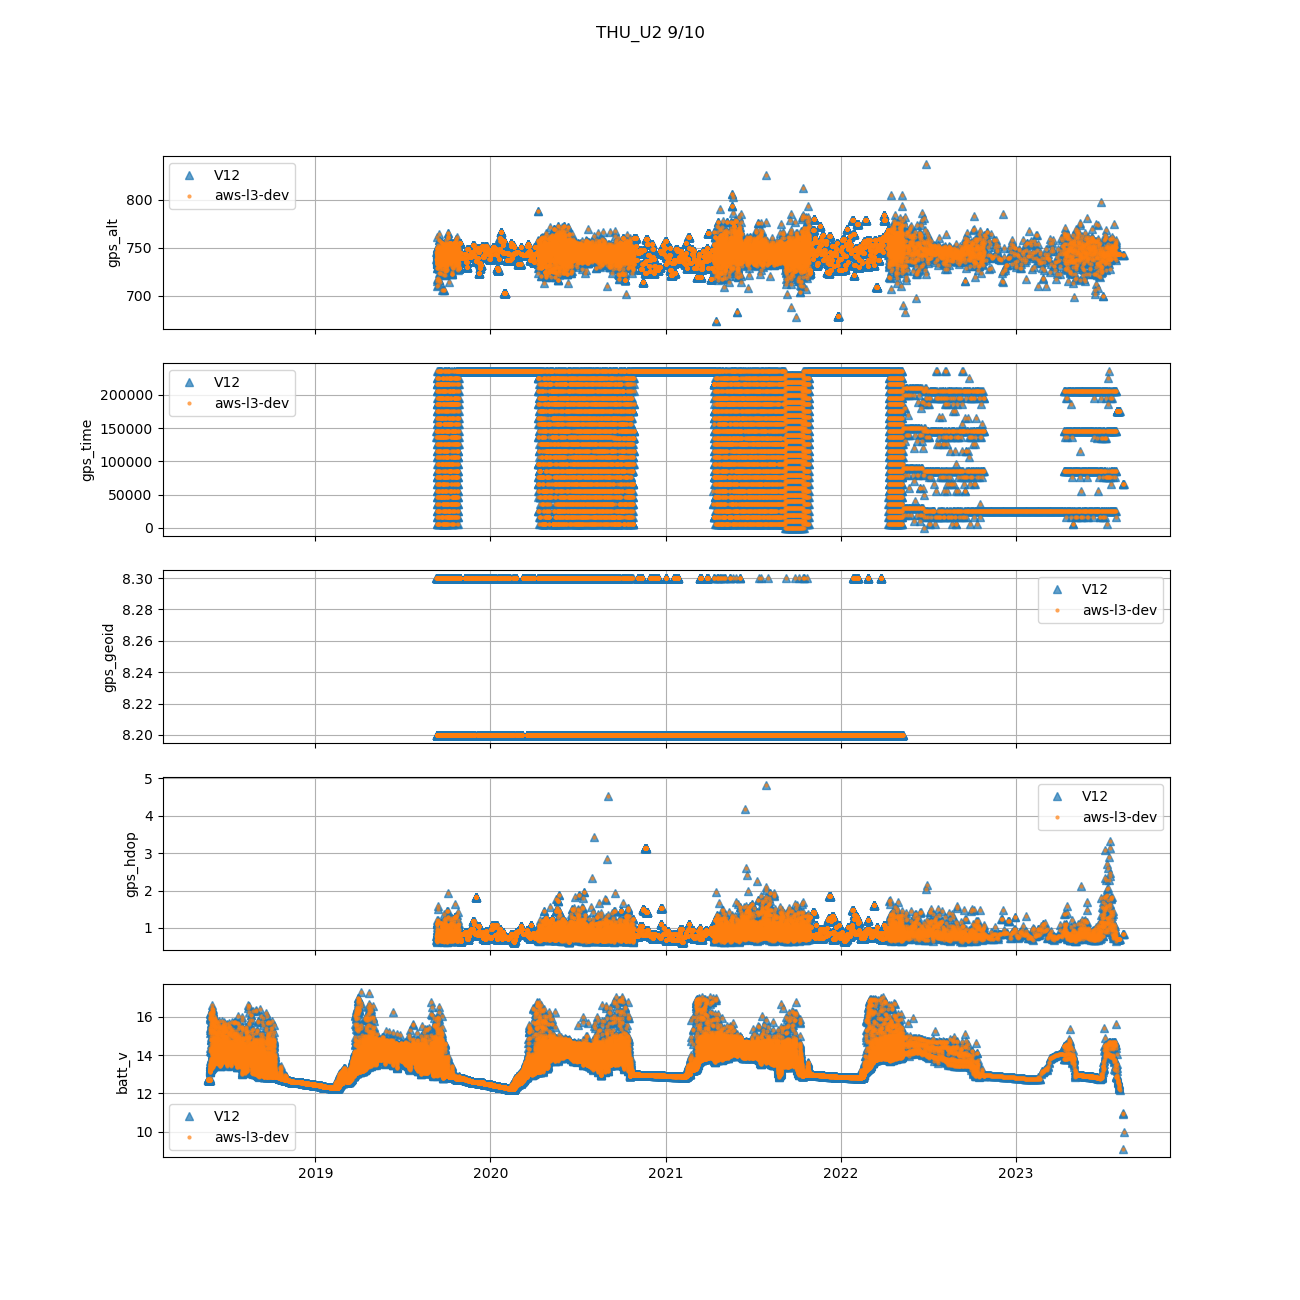 THU_U2 9/10
V12
aws-l3-dev
gps_alt
800
750
700
V12
aws-l3-dev
gps_time
200000
150000
100000
50000
0
V12
aws-l3-dev
gps_geoid
8.30
8.28
8.26
8.24
8.22
8.20
V12
aws-l3-dev
gps_hdop
5
4
3
2
1
V12
aws-l3-dev
batt_v
16
14
12
10
2019 2020 2021 2022 2023